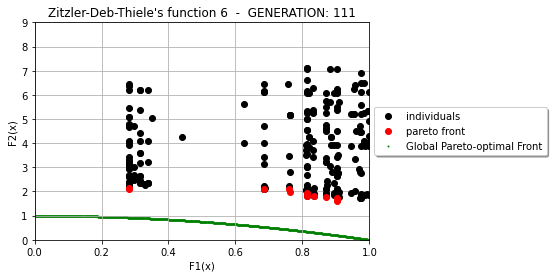 Zitzler-Deb-Thiele's function 6 - GENERATION: 111
9
8
7
6
5
4
3
2
1
0
F2(x)
0.0 0.2 0.4 0.6 0.8 1.0
F1(x)
individuals
pareto front
Global Pareto-optimal Front